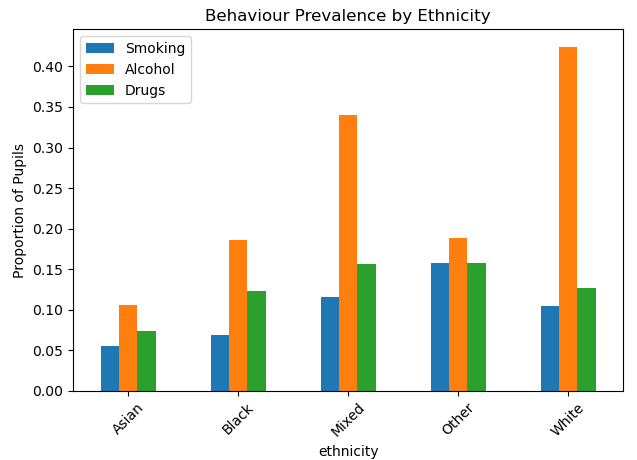 Behaviour Prevalence by Ethnicity
Smoking
Alcohol
Drugs
Proportion of Pupils
0.40
0.35
0.30
0.25
0.20
0.15
0.10
0.05
0.00
Asian
Black
Mixed
Other
White
ethnicity